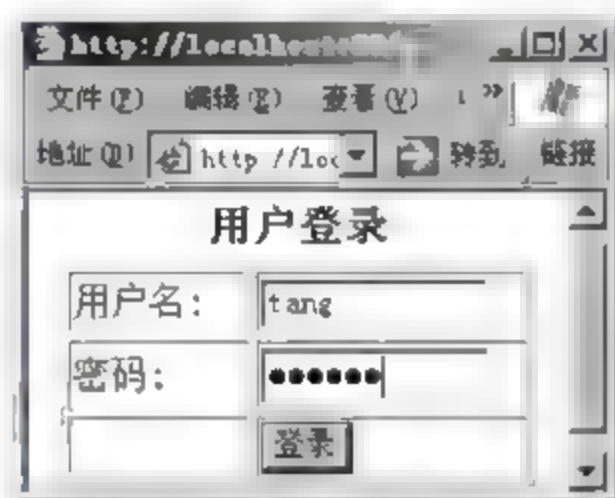 http://localhost
文件(F) 编辑(E) 查看(V) »
地址(D) http //loc 转到 链接
用户登录
用户名: tang
密码: ●●●●●●
登录